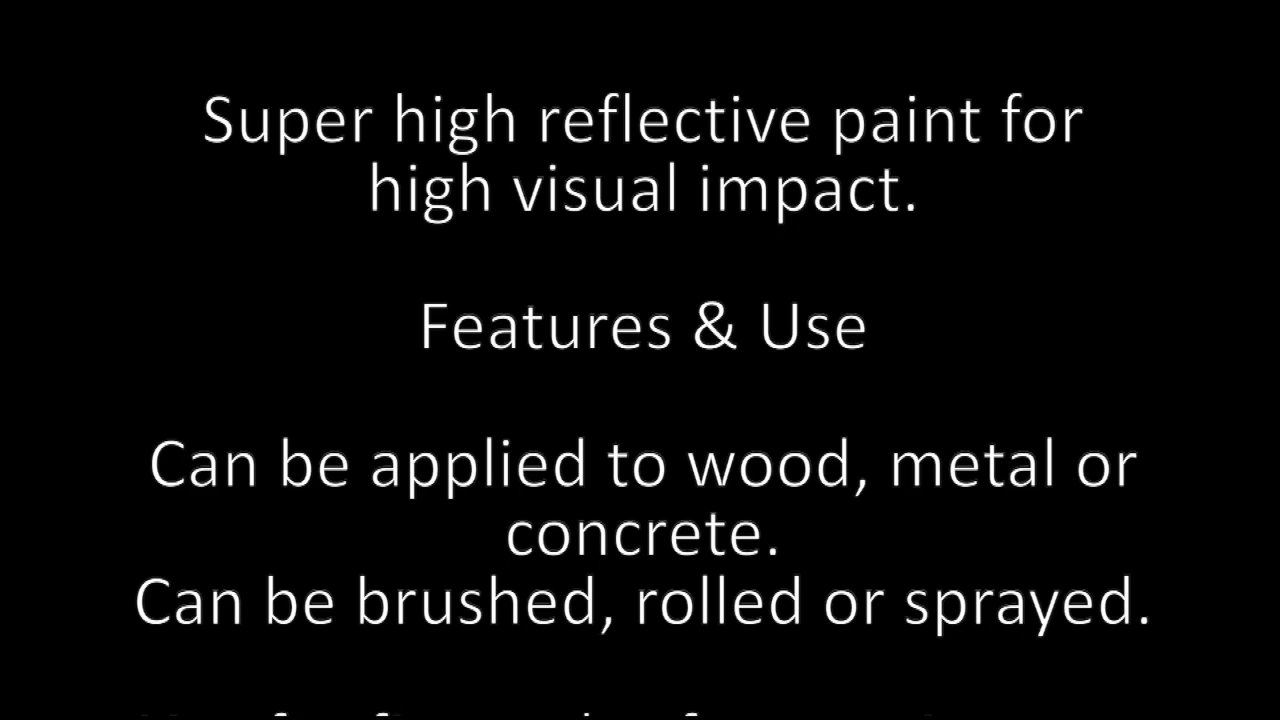 Super high reflective paint for
high visual impact.
Features & Use
Can be applied to wood, metal or
concrete.
Can be brushed, rolled or sprayed.